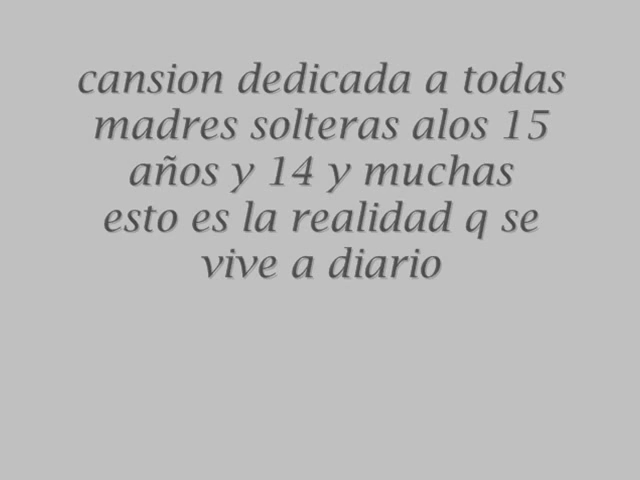 cansion dedicada a todas
madres solteras alos 15
años y 14 y muchas
esto es la realidad q se
vive a diario